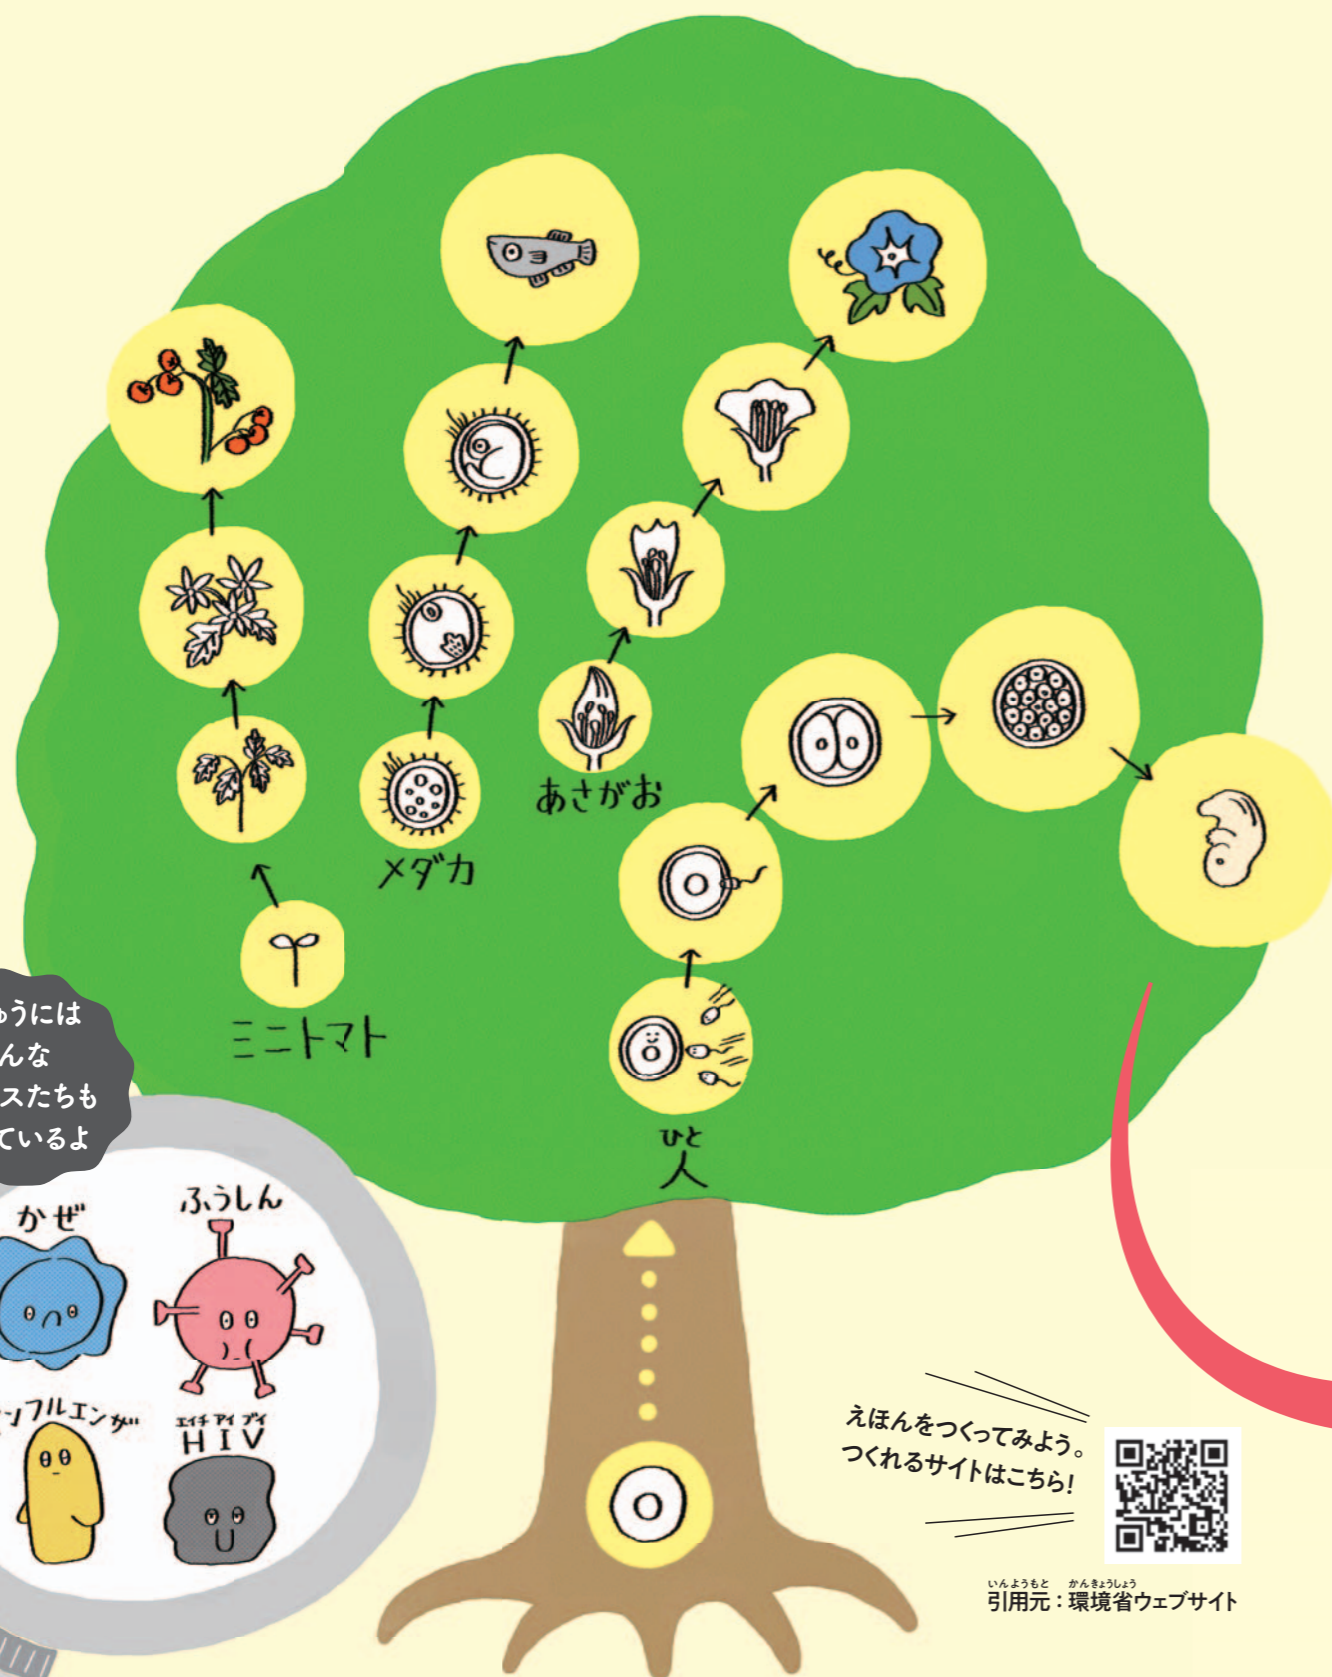 あさがお
メダカ
ミニトマト
ひと
人
ゅうには
んな
スたちも
ているよ
かぜ
ふうしん
ンフルエンザ
エイチ アイ ブイ
HIV
えほんをつくってみよう。
つくれるサイトはこちら!
いんようもと かんきょうしょう
引用元:環境省ウェブサイト